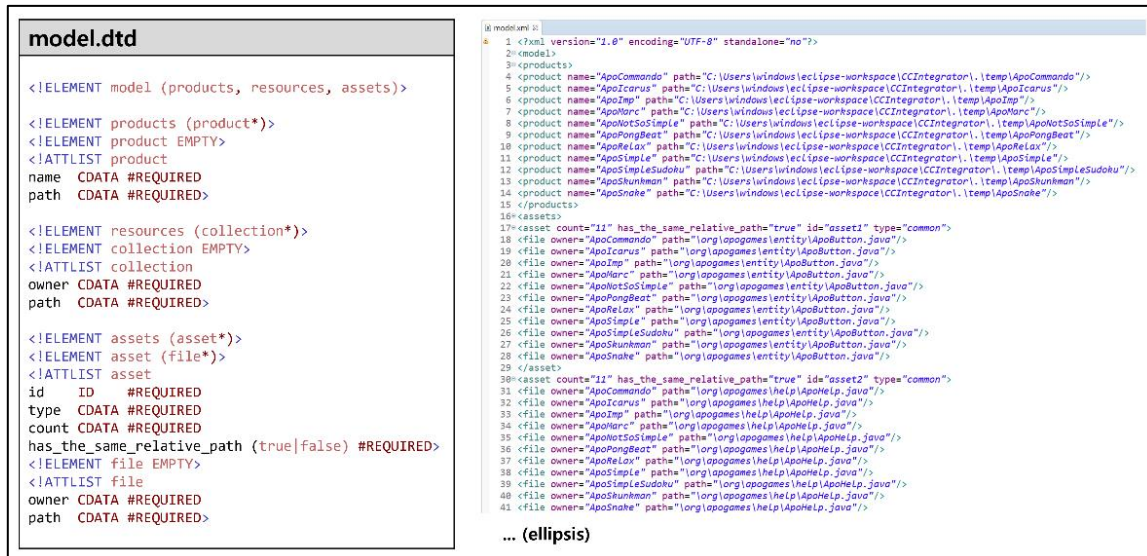 model.dtd
<!ELEMENT model (products, resources, assets)>
<!ELEMENT products (product*)>
<!ELEMENT product EMPTY>
<!ATTLIST product
name CDATA #REQUIRED
path CDATA #REQUIRED>
<!ELEMENT resources (collection*)>
<!ELEMENT collection EMPTY>
<!ATTLIST collection
owner CDATA #REQUIRED
path CDATA #REQUIRED>
<!ELEMENT assets (asset*)>
<!ELEMENT asset (file*)>
<!ATTLIST asset
id ID #REQUIRED
type CDATA #REQUIRED
count CDATA #REQUIRED
has_the_same_relative_path (true|false) #REQUIRED>
<!ELEMENT file EMPTY>
<!ATTLIST file
owner CDATA #REQUIRED
path CDATA #REQUIRED>
model.xml
1 <?xml version="1.0" encoding="UTF-8" standalone="no"?>
2 <model>
3 <products>
4 <product name="ApoCommando" path="C:\Users\windows\eclipse-workspace\CCIntegrator\.\temp\ApoCommando"/>
5 <product name="ApoIcarus" path="C:\Users\windows\eclipse-workspace\CCIntegrator\.\temp\ApoIcarus"/>
6 <product name="ApoImp" path="C:\Users\windows\eclipse-workspace\CCIntegrator\.\temp\ApoImp"/>
7 <product name="ApoMarc" path="C:\Users\windows\eclipse-workspace\CCIntegrator\.\temp\ApoMarc"/>
8 <product name="ApoNotSoSimple" path="C:\Users\windows\eclipse-workspace\CCIntegrator\.\temp\ApoNotSoSimple"/>
9 <product name="ApoPongBeat" path="C:\Users\windows\eclipse-workspace\CCIntegrator\.\temp\ApoPongBeat"/>
10 <product name="ApoRelax" path="C:\Users\windows\eclipse-workspace\CCIntegrator\.\temp\ApoRelax"/>
11 <product name="ApoSimple" path="C:\Users\windows\eclipse-workspace\CCIntegrator\.\temp\ApoSimple"/>
12 <product name="ApoSimpleSudoku" path="C:\Users\windows\eclipse-workspace\CCIntegrator\.\temp\ApoSimpleSudoku"/>
13 <product name="ApoSkunkman" path="C:\Users\windows\eclipse-workspace\CCIntegrator\.\temp\ApoSkunkman"/>
14 <product name="ApoSnake" path="C:\Users\windows\eclipse-workspace\CCIntegrator\.\temp\ApoSnake"/>
15 </products>
16 <assets>
17 <asset count="11" has_the_same_relative_path="true" id="asset1" type="common">
18 <file owner="ApoCommando" path="\org\apogames\entity\ApoButton.java"/>
19 <file owner="ApoIcarus" path="\org\apogames\entity\ApoButton.java"/>
20 <file owner="ApoImp" path="\org\apogames\entity\ApoButton.java"/>
21 <file owner="ApoMarc" path="\org\apogames\entity\ApoButton.java"/>
22 <file owner="ApoNotSoSimple" path="\org\apogames\entity\ApoButton.java"/>
23 <file owner="ApoPongBeat" path="\org\apogames\entity\ApoButton.java"/>
24 <file owner="ApoRelax" path="\org\apogames\entity\ApoButton.java"/>
25 <file owner="ApoSimple" path="\org\apogames\entity\ApoButton.java"/>
26 <file owner="ApoSimpleSudoku" path="\org\apogames\entity\ApoButton.java"/>
27 <file owner="ApoSkunkman" path="\org\apogames\entity\ApoButton.java"/>
28 <file owner="ApoSnake" path="\org\apogames\entity\ApoButton.java"/>
29 </asset>
30 <asset count="11" has_the_same_relative_path="true" id="asset2" type="common">
31 <file owner="ApoCommando" path="\org\apogames\help\ApoHelp.java"/>
32 <file owner="ApoIcarus" path="\org\apogames\help\ApoHelp.java"/>
33 <file owner="ApoImp" path="\org\apogames\help\ApoHelp.java"/>
34 <file owner="ApoMarc" path="\org\apogames\help\ApoHelp.java"/>
35 <file owner="ApoNotSoSimple" path="\org\apogames\help\ApoHelp.java"/>
36 <file owner="ApoPongBeat" path="\org\apogames\help\ApoHelp.java"/>
37 <file owner="ApoRelax" path="\org\apogames\help\ApoHelp.java"/>
38 <file owner="ApoSimple" path="\org\apogames\help\ApoHelp.java"/>
39 <file owner="ApoSimpleSudoku" path="\org\apogames\help\ApoHelp.java"/>
40 <file owner="ApoSkunkman" path="\org\apogames\help\ApoHelp.java"/>
41 <file owner="ApoSnake" path="\org\apogames\help\ApoHelp.java"/>
... (ellipsis)